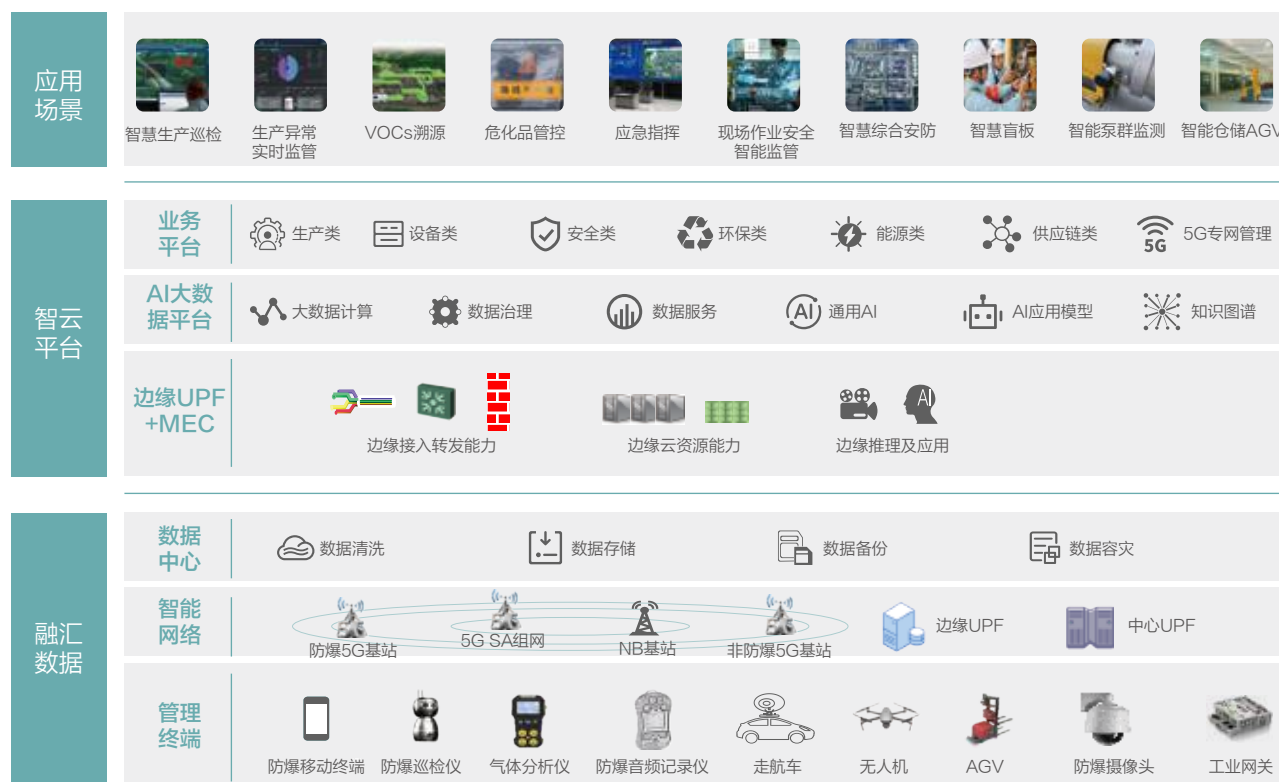 应用
场景
智慧生产巡检
生产异常
实时监管
VOCs溯源
危化品管控
应急指挥
现场作业安全
智能监管
智慧综合安防
智慧盲板
智能泵群监测
智能仓储AGV
智云
平台
业务
平台
生产类
设备类
安全类
环保类
能源类
供应链类
5G
5G专网管理
AI大数
据平台
大数据计算
数据治理
数据服务
AI
通用AI
AI应用模型
知识图谱
边缘UPF
+MEC
边缘接入转发能力
边缘云资源能力
AI
边缘推理及应用
融汇
数据
数据
中心
数据清洗
数据存储
数据备份
数据容灾
智能
网络
防爆5G基站
5G SA组网
NB基站
非防爆5G基站
边缘UPF
中心UPF
管理
终端
防爆移动终端
防爆巡检仪
气体分析仪
防爆音频记录仪
走航车
无人机
AGV
防爆摄像头
工业网关